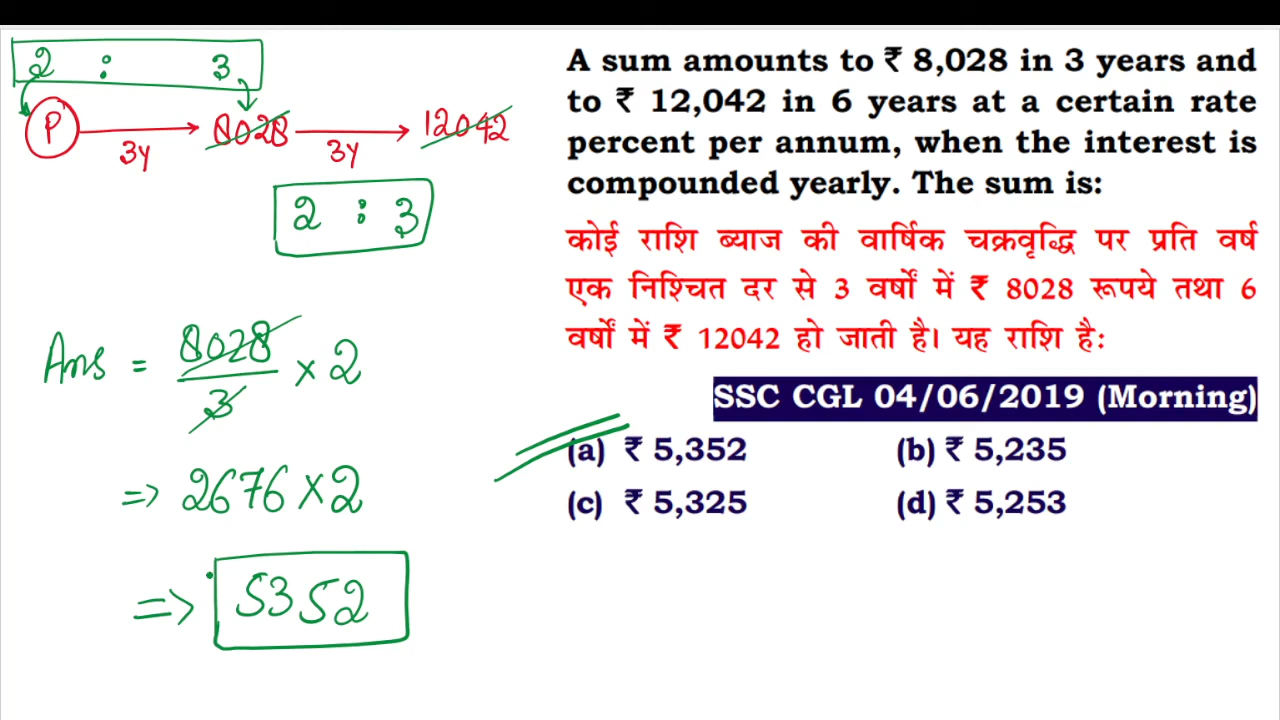 2 : 3
P 3y 8028 3y 12042
2 : 3
Ans = 8028/3 × 2
=> 2676 × 2
=> 5352
A sum amounts to ₹ 8,028 in 3 years and
to ₹ 12,042 in 6 years at a certain rate
percent per annum, when the interest is
compounded yearly. The sum is:
कोई राशि ब्याज की वार्षिक चक्रवृद्धि पर प्रति वर्ष
एक निश्चित दर से 3 वर्षों में ₹ 8028 रूपये तथा 6
वर्षों में ₹ 12042 हो जाती है। यह राशि है:
SSC CGL 04/06/2019 (Morning)
(a) ₹ 5,352 (b) ₹ 5,235
(c) ₹ 5,325 (d) ₹ 5,253